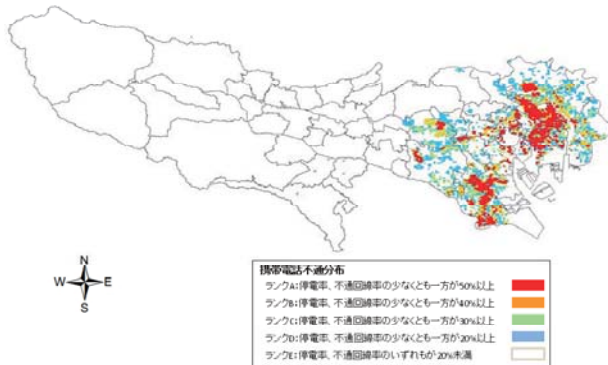 N
W E
S
携帯電話不通分布
ランクA:停電率、不通回線率の少なくとも一方が50%以上
ランクB:停電率、不通回線率の少なくとも一方が40%以上
ランクC:停電率、不通回線率の少なくとも一方が30%以上
ランクD:停電率、不通回線率の少なくとも一方が20%以上
ランクE:停電率、不通回線率のいずれもが20%未満